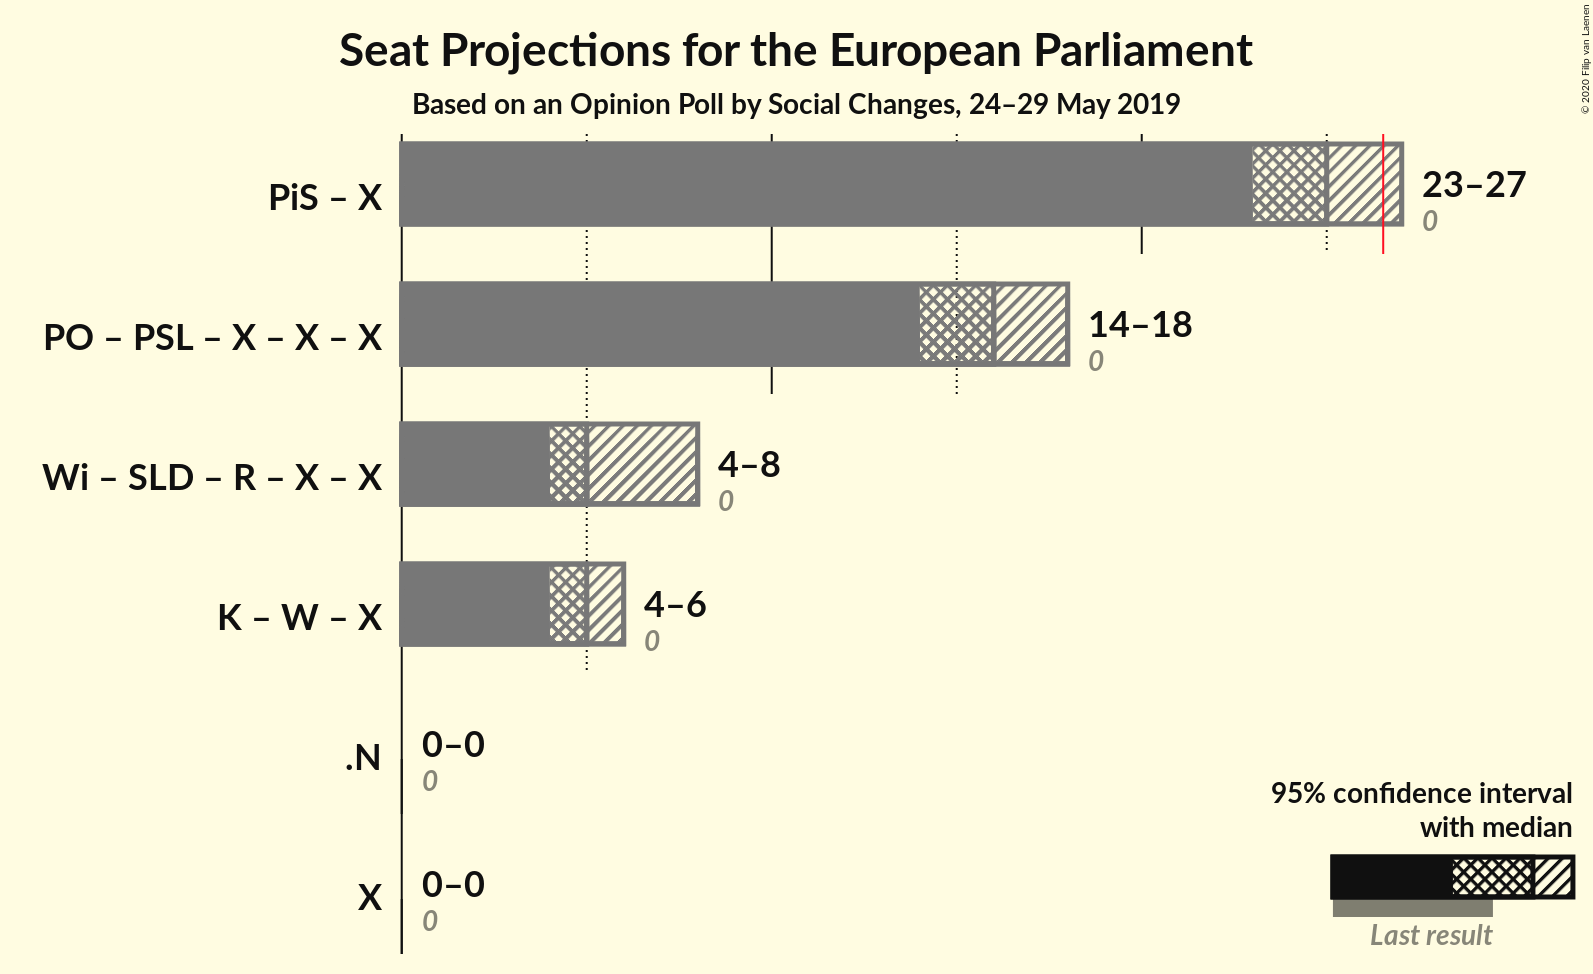 Seat Projections for the European Parliament
Based on an Opinion Poll by Social Changes, 24–29 May 2019
© 2020 Filip van Laenen
PiS – X
23–27
0
PO – PSL – X – X – X
14–18
0
Wi – SLD – R – X – X
4–8
0
K – W – X
4–6
0
.N
0–0
0
X
0–0
0
95% confidence interval
with median
Last result